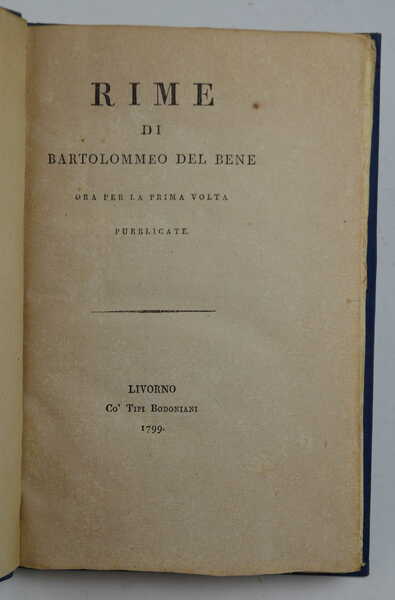 RIME
DI
BARTOLOMMEO DEL BENE
ORA PER LA PRIMA VOLTA
PUBBLICATE.
LIVORNO
Co' Tipi Bodoniani
1799.